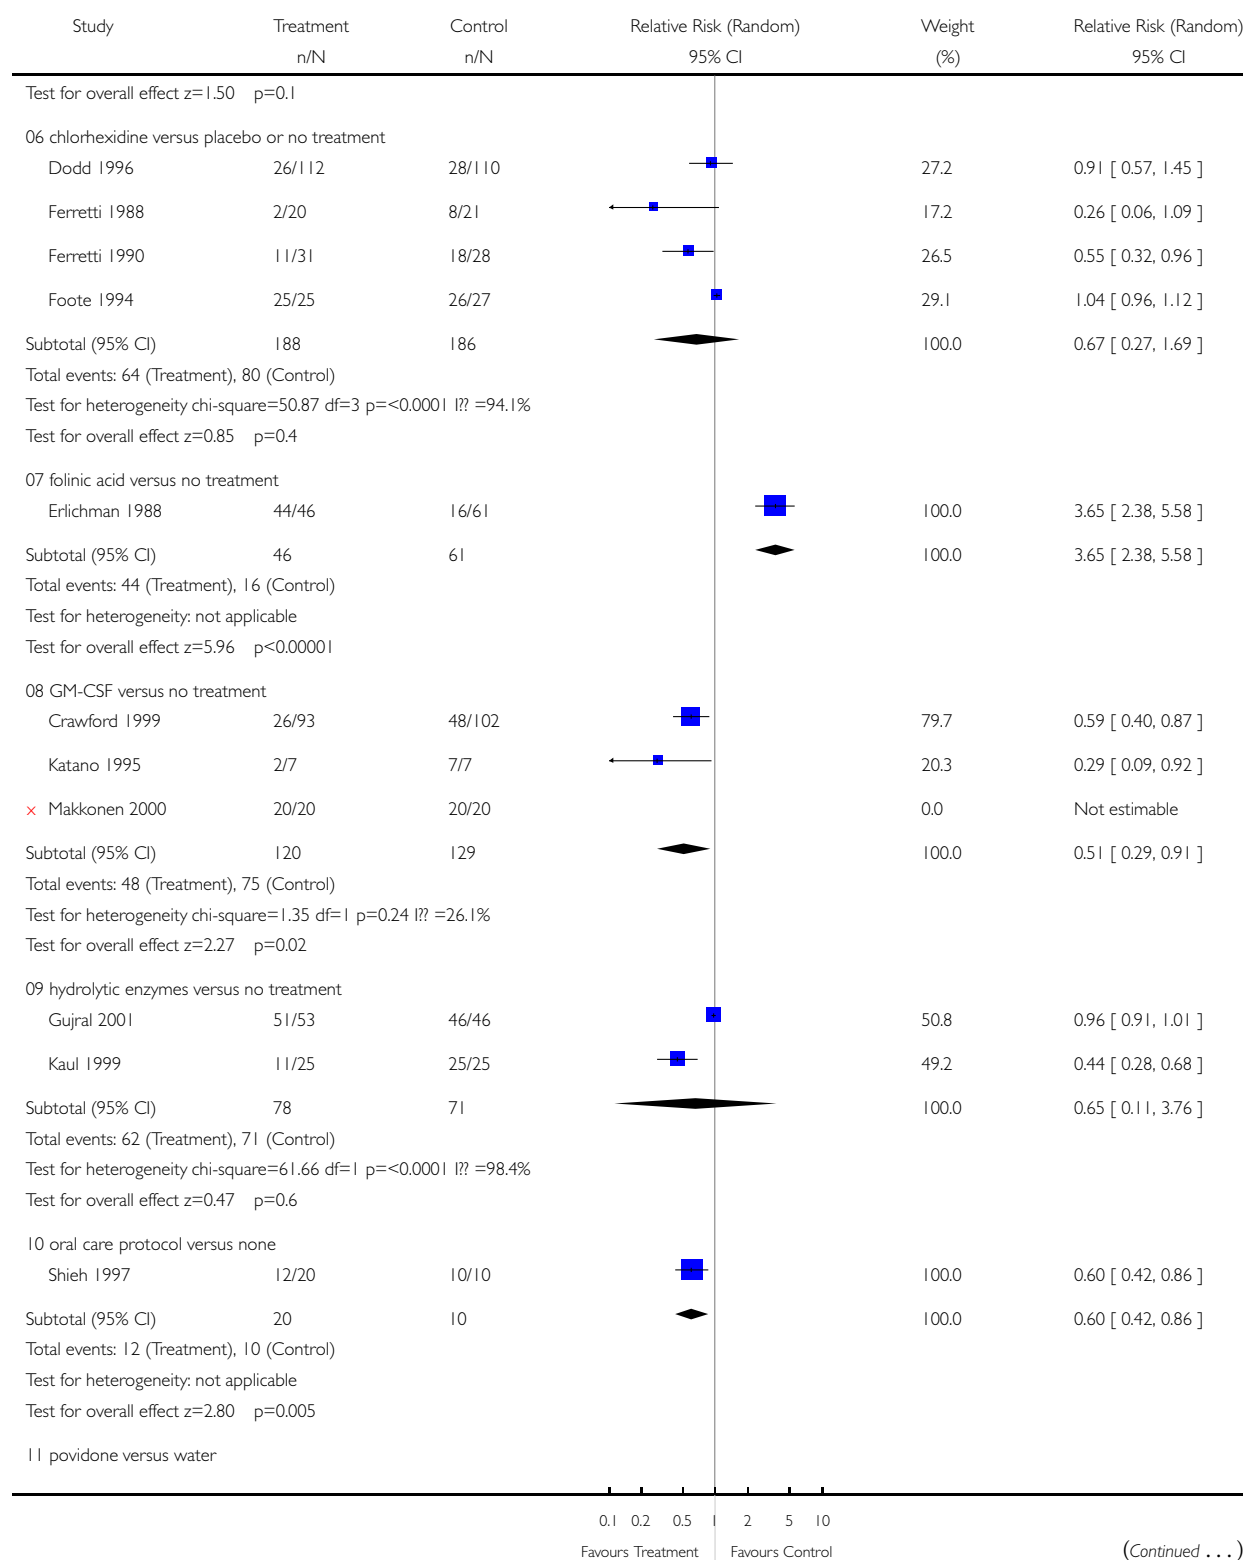 Study Treatment Control Relative Risk (Random) Weight Relative Risk (Random)
n/N n/N 95% CI (%) 95% CI
Test for overall effect z=1.50 p=0.1
06 chlorhexidine versus placebo or no treatment
Dodd 1996 26/112 28/110 27.2 0.91 [ 0.57, 1.45 ]
Ferretti 1988 2/20 8/21 17.2 0.26 [ 0.06, 1.09 ]
Ferretti 1990 11/31 18/28 26.5 0.55 [ 0.32, 0.96 ]
Foote 1994 25/25 26/27 29.1 1.04 [ 0.96, 1.12 ]
Subtotal (95% CI) 188 186 100.0 0.67 [ 0.27, 1.69 ]
Total events: 64 (Treatment), 80 (Control)
Test for heterogeneity chi-square=50.87 df=3 p=<0.0001 I?? =94.1%
Test for overall effect z=0.85 p=0.4
07 folinic acid versus no treatment
Erlichman 1988 44/46 16/61 100.0 3.65 [ 2.38, 5.58 ]
Subtotal (95% CI) 46 61 100.0 3.65 [ 2.38, 5.58 ]
Total events: 44 (Treatment), 16 (Control)
Test for heterogeneity: not applicable
Test for overall effect z=5.96 p<0.00001
08 GM-CSF versus no treatment
Crawford 1999 26/93 48/102 79.7 0.59 [ 0.40, 0.87 ]
Katano 1995 2/7 7/7 20.3 0.29 [ 0.09, 0.92 ]
x Makkonen 2000 20/20 20/20 0.0 Not estimable
Subtotal (95% CI) 120 129 100.0 0.51 [ 0.29, 0.91 ]
Total events: 48 (Treatment), 75 (Control)
Test for heterogeneity chi-square=1.35 df=1 p=0.24 I?? =26.1%
Test for overall effect z=2.27 p=0.02
09 hydrolytic enzymes versus no treatment
Gujral 2001 51/53 46/46 50.8 0.96 [ 0.91, 1.01 ]
Kaul 1999 11/25 25/25 49.2 0.44 [ 0.28, 0.68 ]
Subtotal (95% CI) 78 71 100.0 0.65 [ 0.11, 3.76 ]
Total events: 62 (Treatment), 71 (Control)
Test for heterogeneity chi-square=61.66 df=1 p=<0.0001 I?? =98.4%
Test for overall effect z=0.47 p=0.6
10 oral care protocol versus none
Shieh 1997 12/20 10/10 100.0 0.60 [ 0.42, 0.86 ]
Subtotal (95% CI) 20 10 100.0 0.60 [ 0.42, 0.86 ]
Total events: 12 (Treatment), 10 (Control)
Test for heterogeneity: not applicable
Test for overall effect z=2.80 p=0.005
11 povidone versus water
0.1 0.2 0.5 1 2 5 10
Favours Treatment Favours Control (Continued . . . )